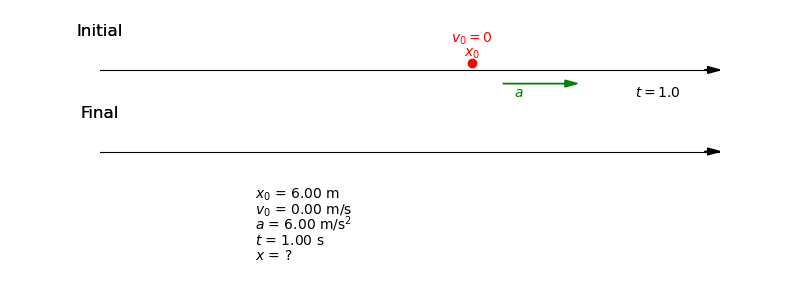 Initial
v₀ = 0
x₀
a
t = 1.0
Final
x₀ = 6.00 m
v₀ = 0.00 m/s
a = 6.00 m/s²
t = 1.00 s
x = ?